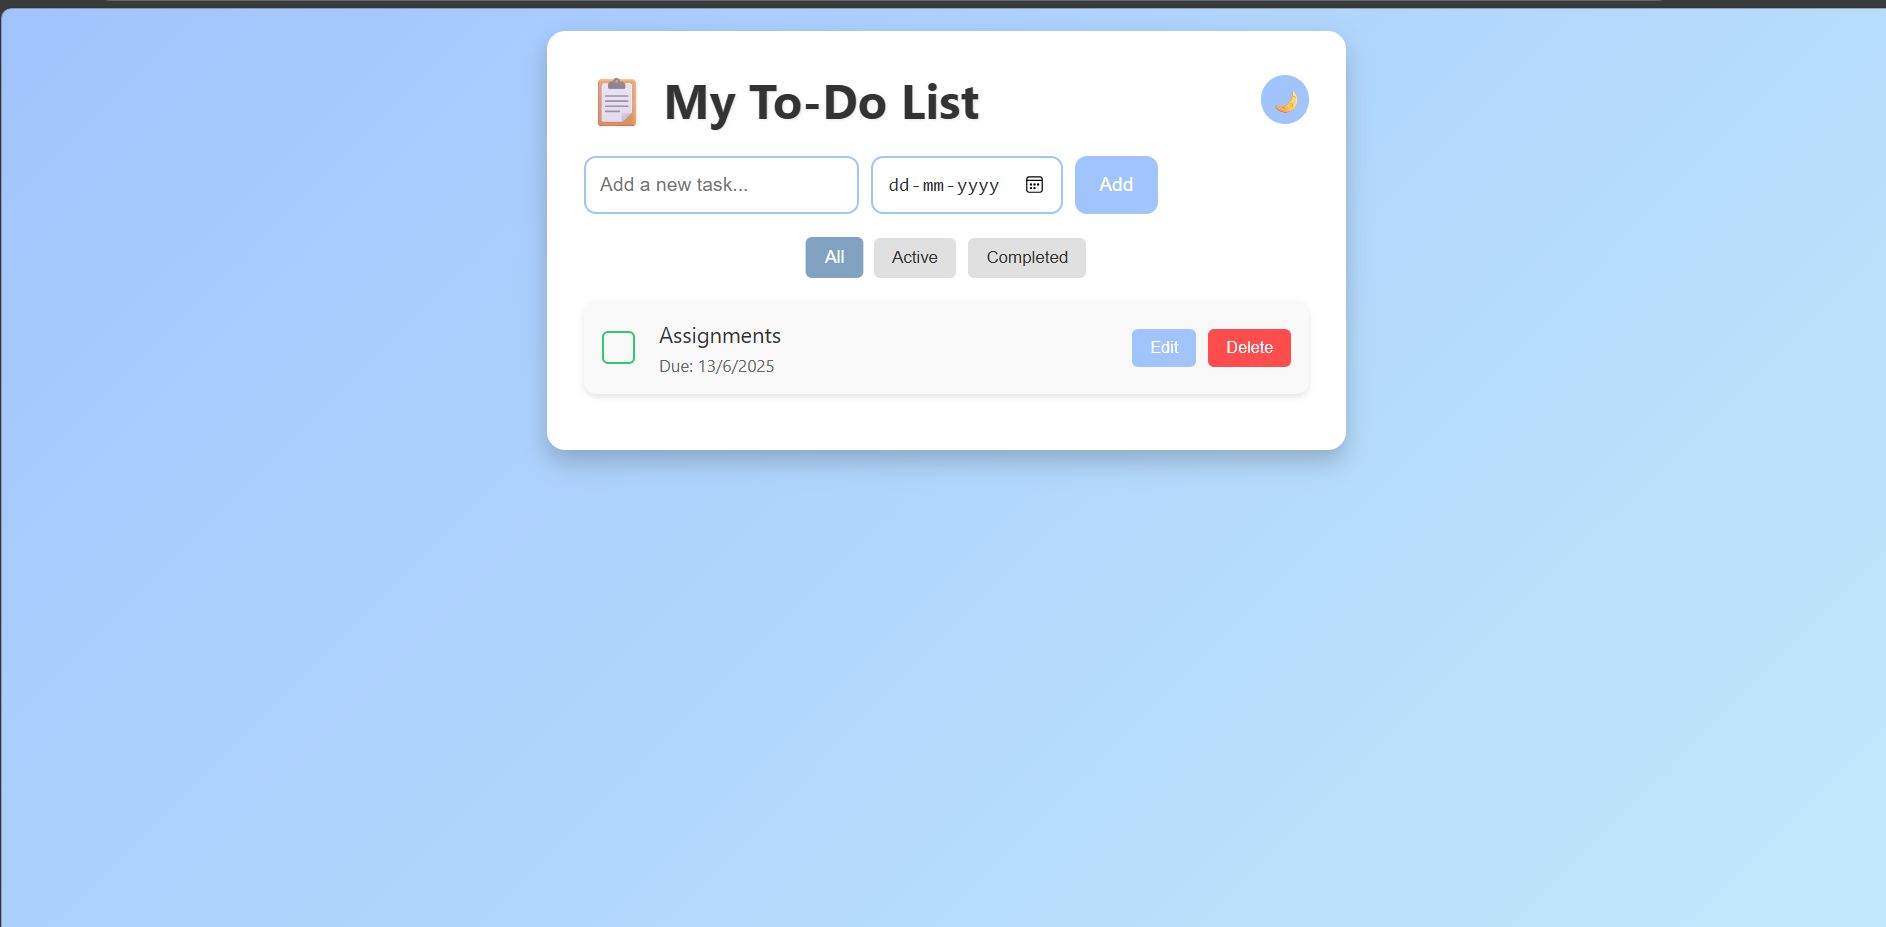 My To-Do List
Add a new task...
dd-mm-yyyy
Add
All
Active
Completed
Assignments
Due: 13/6/2025
Edit
Delete